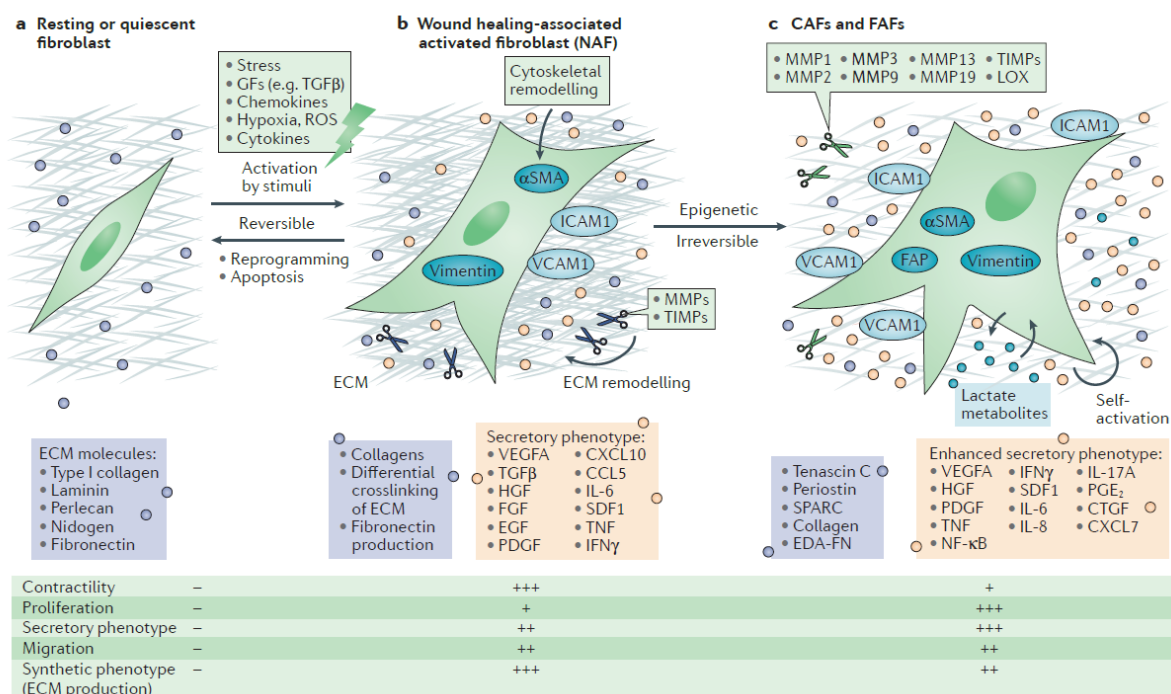 a Resting or quiescent
fibroblast
b Wound healing-associated
activated fibroblast (NAF)
c CAFs and FAFs
• Stress
• GFs (e.g. TGFβ)
• Chemokines
• Hypoxia, ROS
• Cytokines
Activation
by stimuli
Reversible
• Reprogramming
• Apoptosis
Cytoskeletal
remodelling
αSMA
ICAM1
VCAM1
Vimentin
• MMPs
• TIMPs
ECM
ECM remodelling
Epigenetic
Irreversible
• MMP1 • MMP3 • MMP13 • TIMPs
• MMP2 • MMP9 • MMP19 • LOX
ICAM1
ICAM1
αSMA
VCAM1
FAP
Vimentin
VCAM1
Lactate
metabolites
Self-
activation
ECM molecules:
• Type I collagen
• Laminin
• Perlecan
• Nidogen
• Fibronectin
• Collagens
• Differential
crosslinking
of ECM
• Fibronectin
production
Secretory phenotype:
• VEGFA • CXCL10
• TGFβ • CCL5
• HGF • IL-6
• FGF • SDF1
• EGF • TNF
• PDGF • IFNγ
• Tenascin C
• Periostin
• SPARC
• Collagen
• EDA-FN
Enhanced secretory phenotype:
• VEGFA • IFNγ • IL-17A
• HGF • SDF1 • PGE₂
• PDGF • IL-6 • CTGF
• TNF • IL-8 • CXCL7
• NF-κB
Contractility – +++ +
Proliferation – + +++
Secretory phenotype – ++ +++
Migration – ++ ++
Synthetic phenotype – +++ ++
(ECM production)